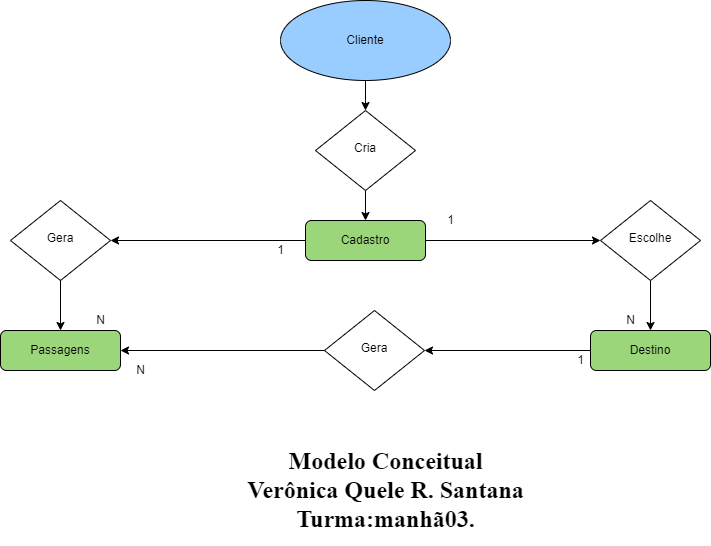 Cliente
Cria
Gera
1
Cadastro
1
Escolhe
N
Passagens
N
Gera
1
N
Destino
Modelo Conceitual
Verônica Quele R. Santana
Turma:manhã03.